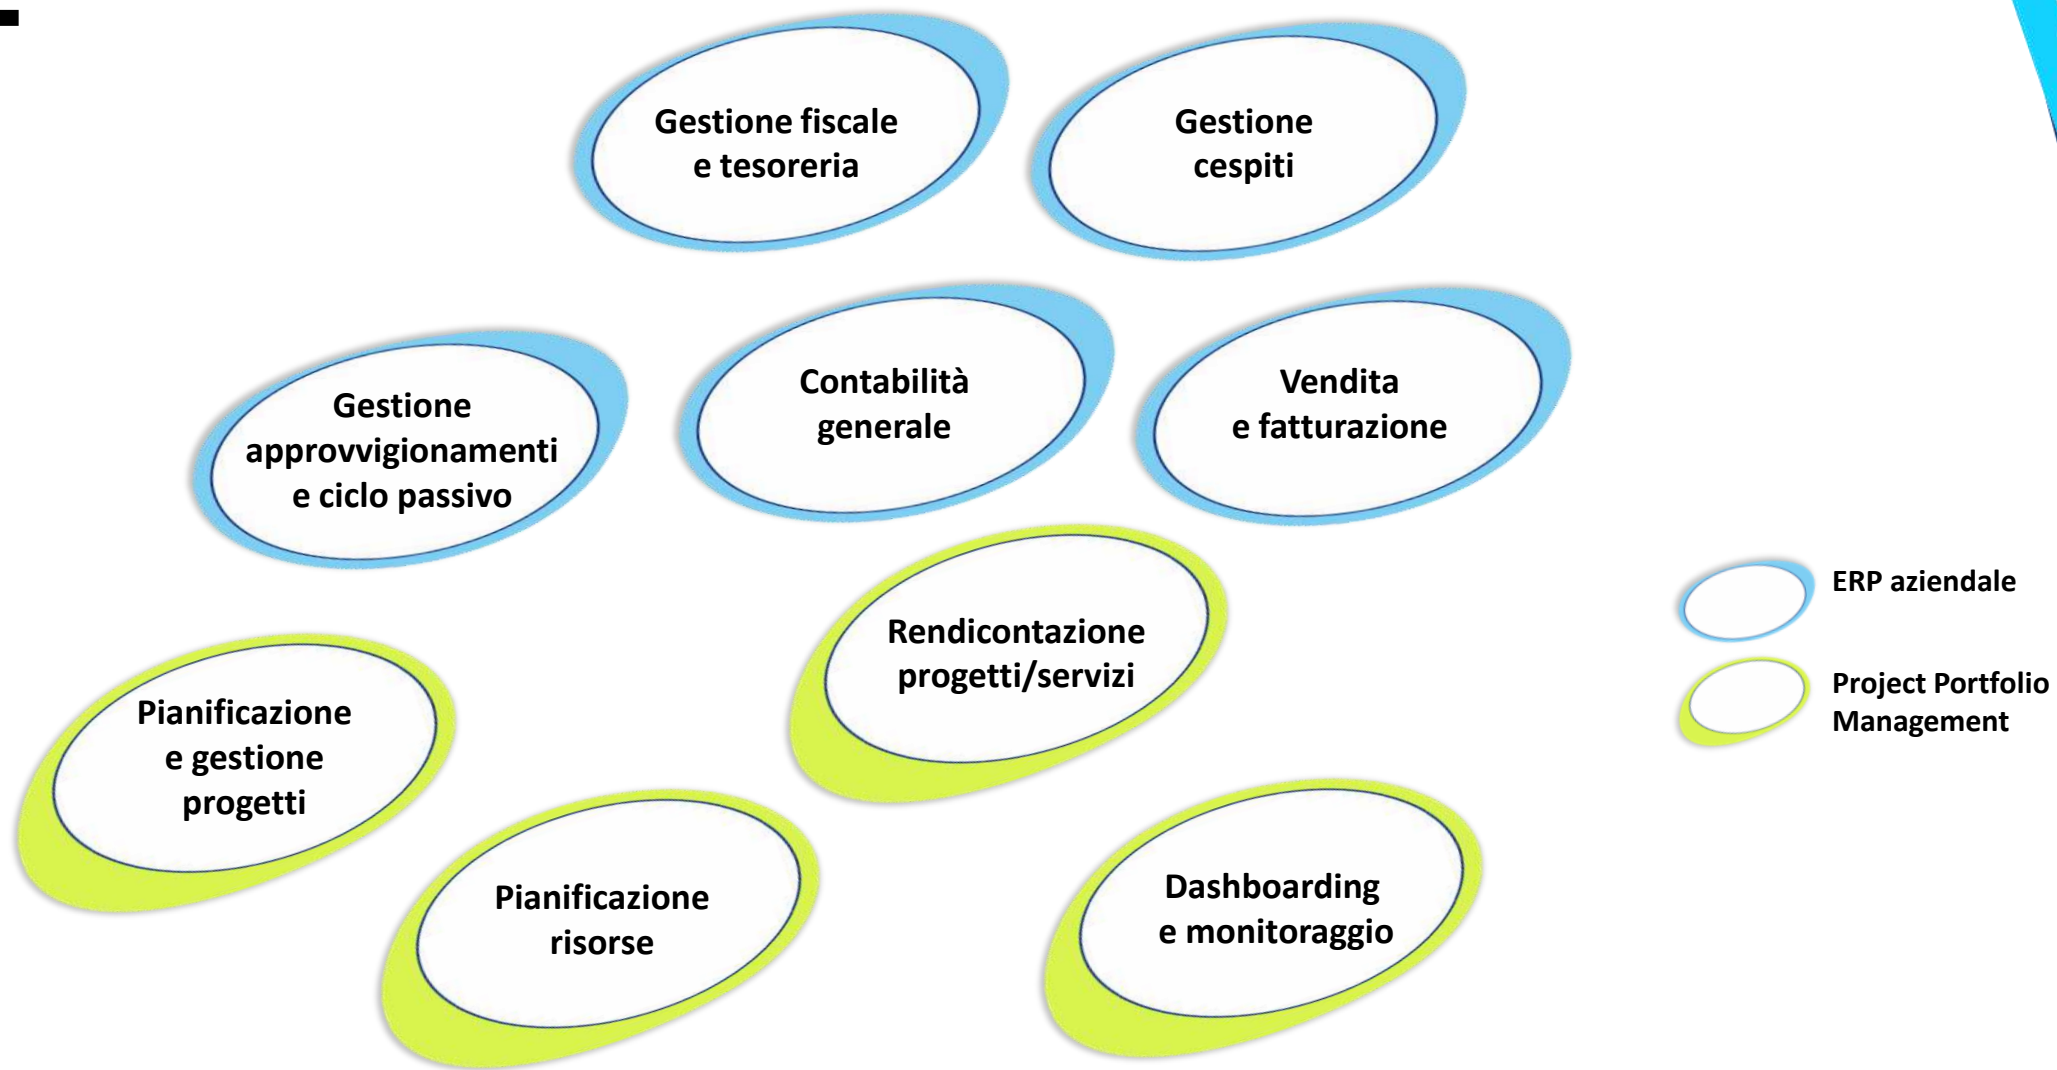 Gestione fiscale
e tesoreria
Gestione
cespiti
Gestione
approvvigionamenti
e ciclo passivo
Contabilità
generale
Vendita
e fatturazione
Rendicontazione
progetti/servizi
Pianificazione
e gestione
progetti
Pianificazione
risorse
Dashboarding
e monitoraggio
ERP aziendale
Project Portfolio
Management